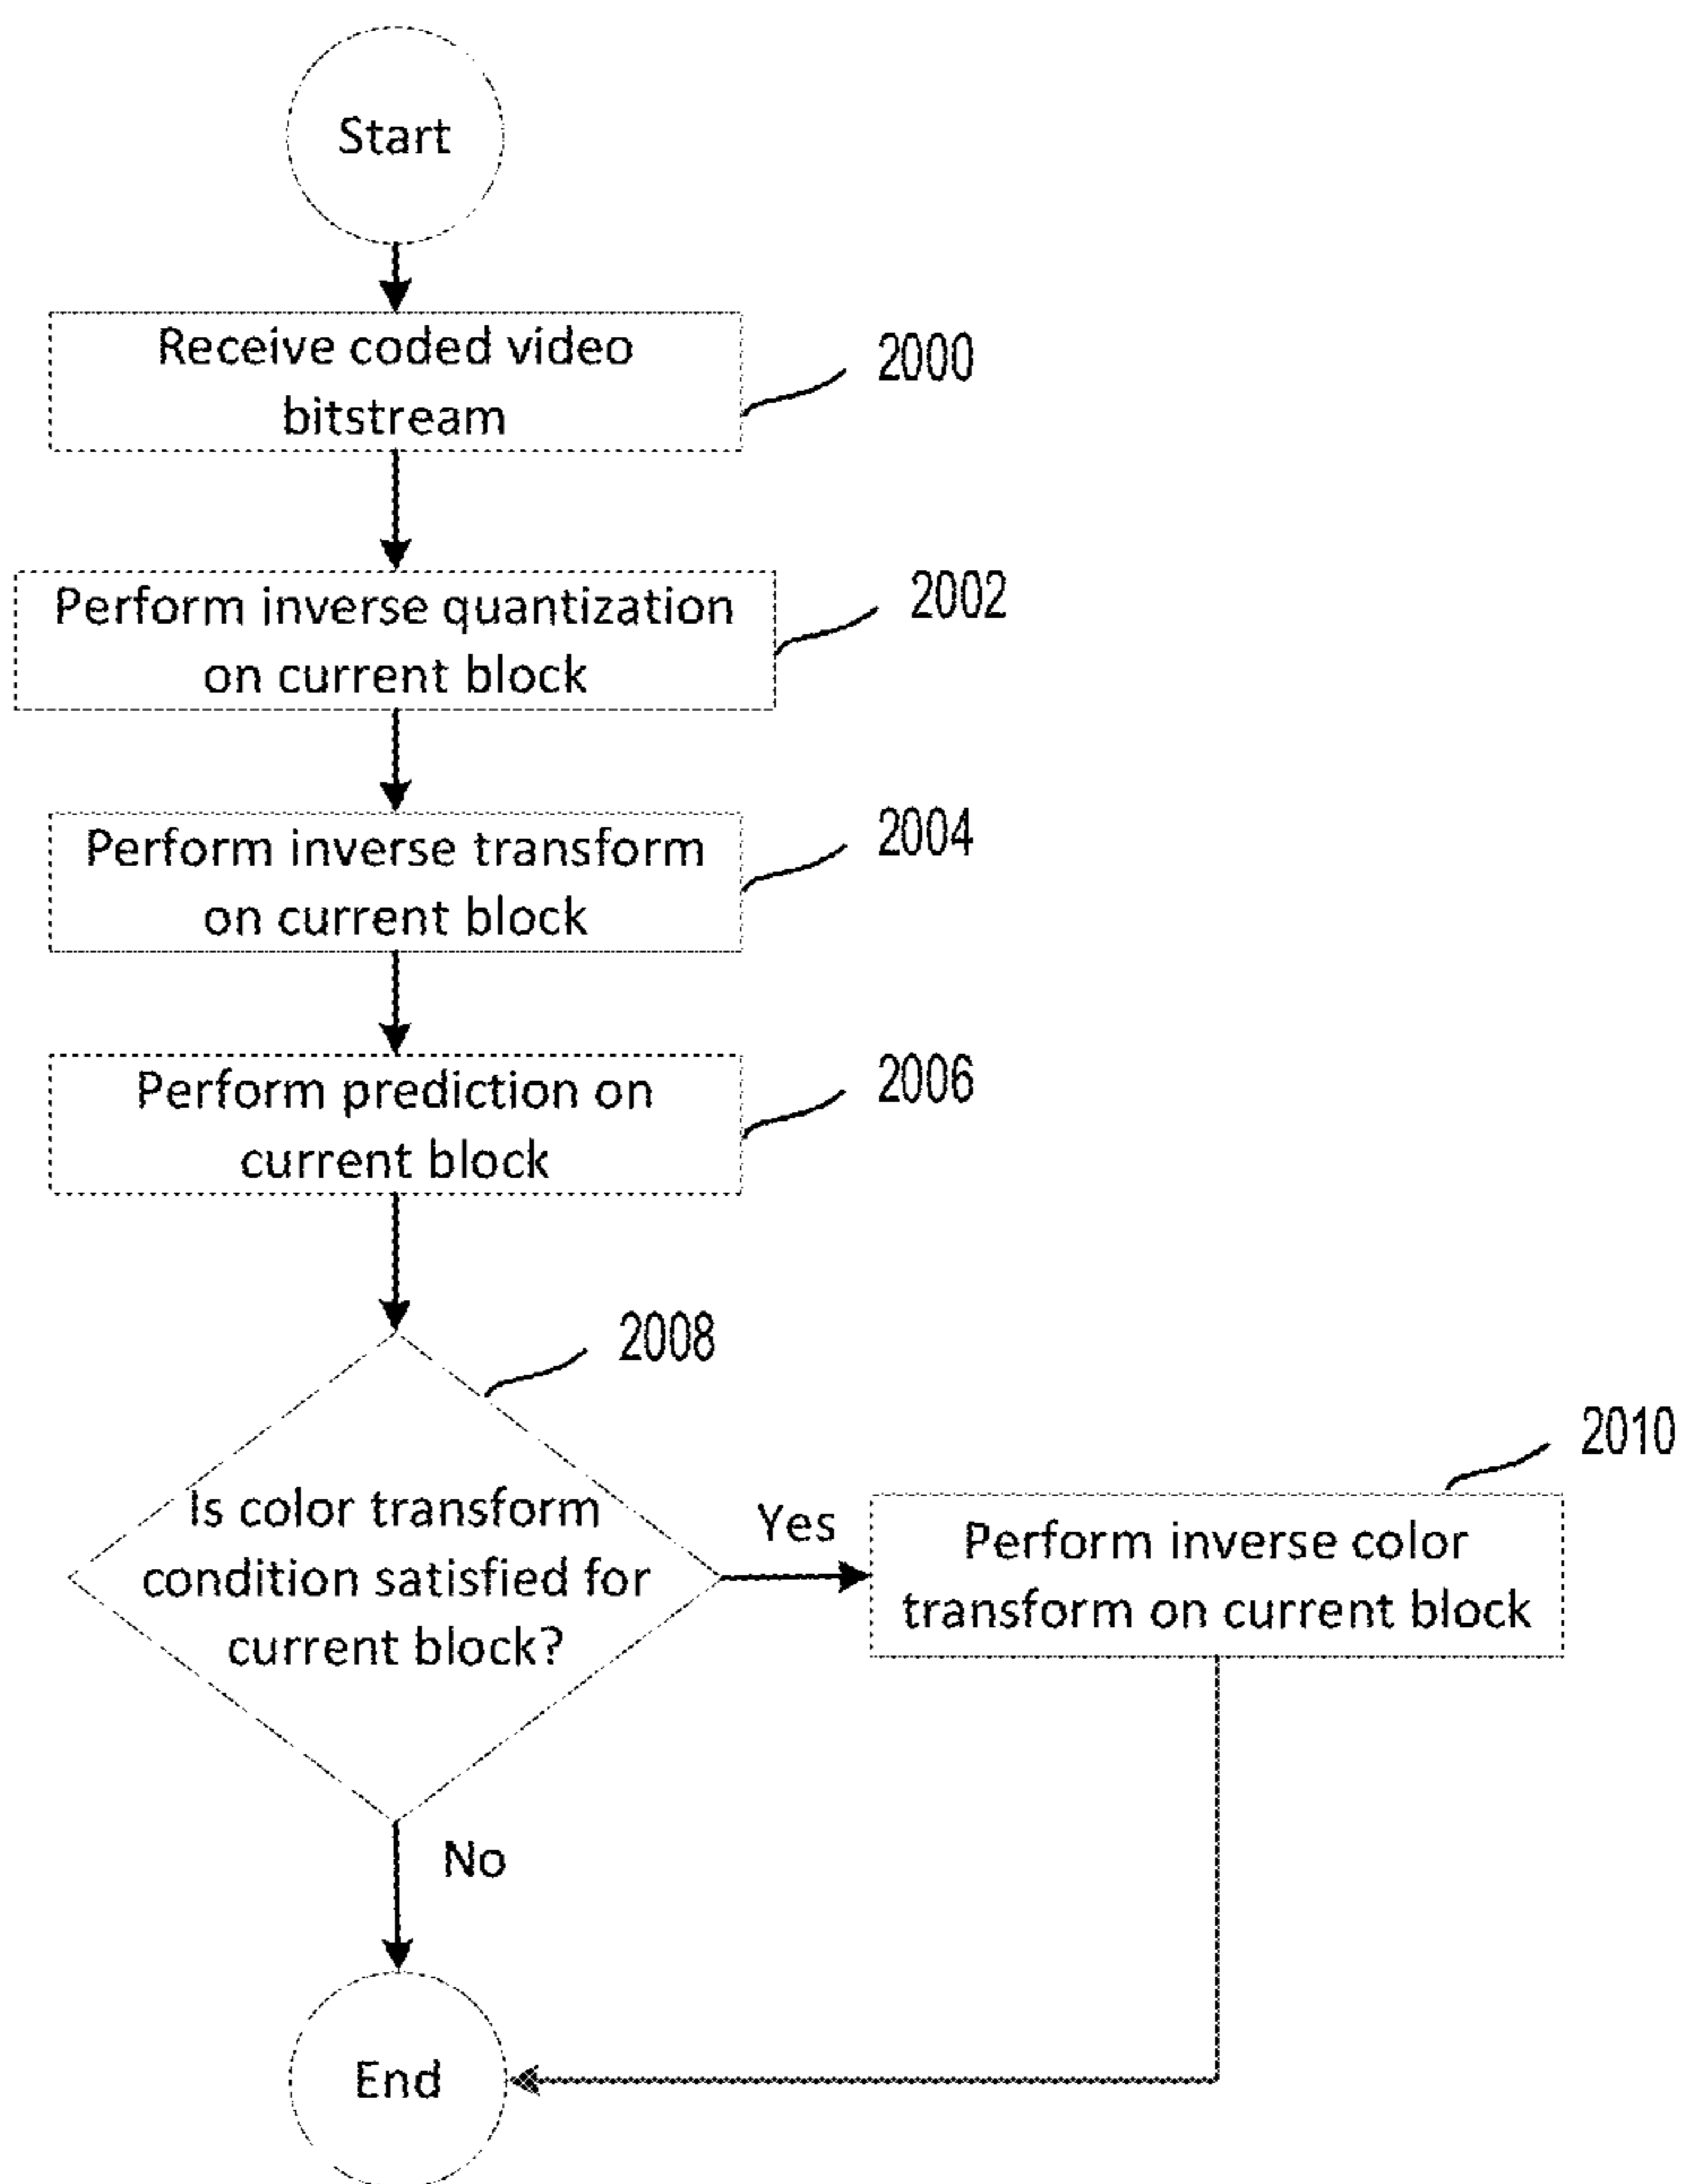 Start
Receive coded video
bitstream
2000
Perform inverse quantization
on current block
2002
Perform inverse transform
on current block
2004
Perform prediction on
current block
2006
2008
Is color transform
condition satisfied for
current block?
Yes
2010
Perform inverse color
transform on current block
No
End